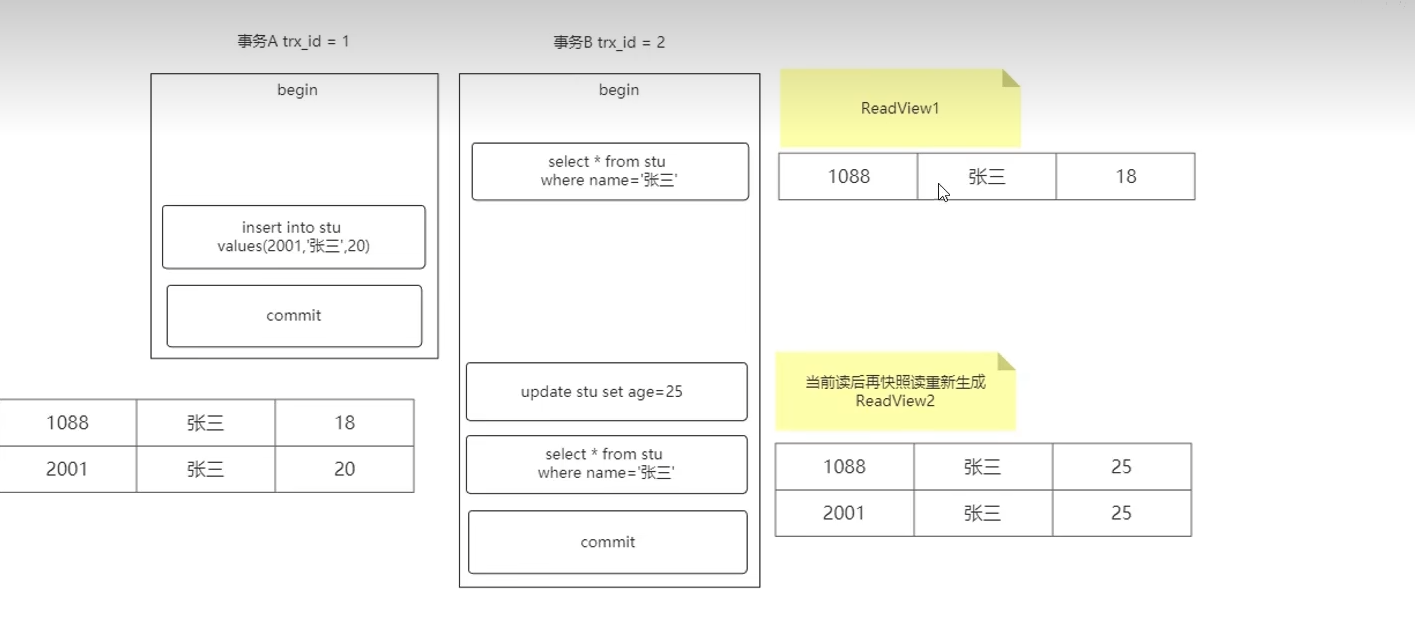 事务A trx_id = 1
begin
insert into stu
values(2001,'张三',20)
commit
1088 张三 18
2001 张三 20
事务B trx_id = 2
begin
select * from stu
where name='张三'
update stu set age=25
select * from stu
where name='张三'
commit
ReadView1
1088 张三 18
当前读后再快照读重新生成
ReadView2
1088 张三 25
2001 张三 25